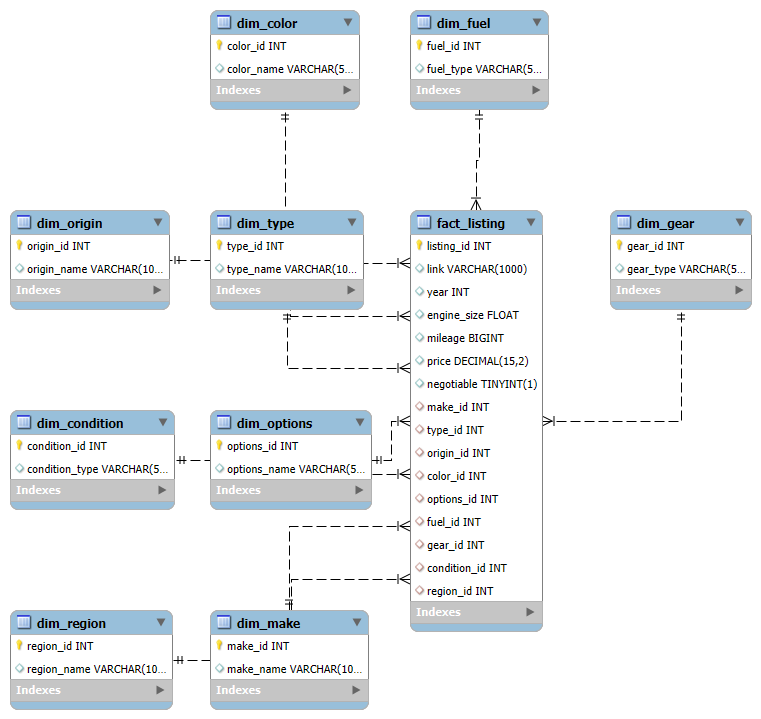 dim_color
color_id INT
color_name VARCHAR(5...
Indexes
dim_fuel
fuel_id INT
fuel_type VARCHAR(5...
Indexes
dim_origin
origin_id INT
origin_name VARCHAR(10...
Indexes
dim_type
type_id INT
type_name VARCHAR(10...
Indexes
fact_listing
listing_id INT
link VARCHAR(1000)
year INT
engine_size FLOAT
mileage BIGINT
price DECIMAL(15,2)
negotiable TINYINT(1)
make_id INT
type_id INT
origin_id INT
color_id INT
options_id INT
fuel_id INT
gear_id INT
condition_id INT
region_id INT
Indexes
dim_gear
gear_id INT
gear_type VARCHAR(5...
Indexes
dim_condition
condition_id INT
condition_type VARCHAR(5...
Indexes
dim_options
options_id INT
options_name VARCHAR(5...
Indexes
dim_region
region_id INT
region_name VARCHAR(10...
Indexes
dim_make
make_id INT
make_name VARCHAR(10...
Indexes